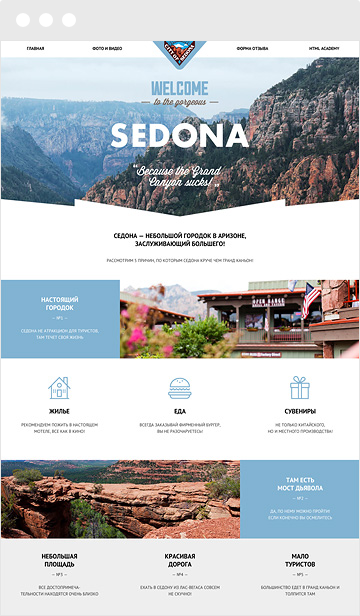 ГЛАВНАЯ
ФОТО И ВИДЕО
ФОРМА ОТЗЫВА
HTML ACADEMY
WELCOME
to the gorgeous
SEDONA
“Because the Grand
Canyon sucks!”
СЕДОНА — НЕБОЛЬШОЙ ГОРОДОК В АРИЗОНЕ,
ЗАСЛУЖИВАЮЩИЙ БОЛЬШЕГО!
РАССМОТРИМ 5 ПРИЧИН, ПО КОТОРЫМ СЕДОНА КРУЧЕ ЧЕМ ГРАНД КАНЬОН!
НАСТОЯЩИЙ
ГОРОДОК
— №1 —
СЕДОНА НЕ АТРАКЦИОН ДЛЯ ТУРИСТОВ,
ТАМ ТЕЧЕТ СВОЯ ЖИЗНЬ
OPEN RANGE
ЖИЛЬЕ
РЕКОМЕНДУЕМ ПОЖИТЬ В НАСТОЯЩЕМ
МОТЕЛЕ, ВСЕ КАК В КИНО!
ЕДА
ВСЕГДА ЗАКАЗЫВАЙ ФИРМЕННЫЙ БУРГЕР,
ВЫ НЕ РАЗОЧАРУЕТЕСЬ!
СУВЕНИРЫ
НЕ ТОЛЬКО КИТАЙСКОГО,
НО И МЕСТНОГО ПРОИЗВОДСТВА!
ТАМ ЕСТЬ
МОСТ ДЬЯВОЛА
— №2 —
ДА, ПО НЕМУ МОЖНО ПРОЙТИ!
ЕСЛИ КОНЕЧНО ВЫ ОСМЕЛИТЕСЬ
НЕБОЛЬШАЯ
ПЛОЩАДЬ
— №3 —
ВСЕ ДОСТОПРИМЕЧА-
ТЕЛЬНОСТИ НАХОДЯТСЯ ОЧЕНЬ БЛИЗКО
КРАСИВАЯ
ДОРОГА
— №4 —
ЕХАТЬ В СЕДОНУ ИЗ ЛАС-ВЕГАСА СОВСЕМ
НЕ СКУЧНО!
МАЛО
ТУРИСТОВ
— №5 —
БОЛЬШИНСТВО ЕДЕТ В ГРАНД КАНЬОН И
ТОЛПИТСЯ ТАМ